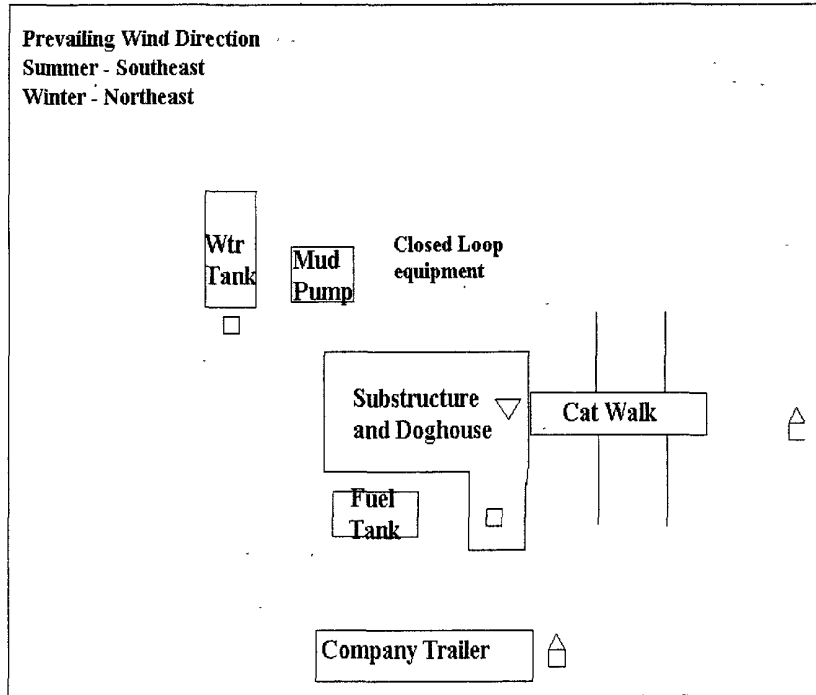 Prevailing Wind Direction
Summer - Southeast
Winter - Northeast
Wtr
Tank
Mud
Pump
Closed Loop
equipment
Substructure
and Doghouse
Cat Walk
Fuel
Tank
Company Trailer